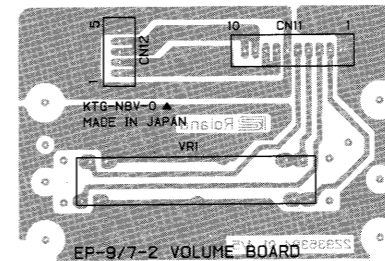 5
CN12
1
10
CN11
1
KTG-NBV-0 ▲
MADE IN JAPAN
Roland
VR1
EP-9/7-2 VOLUME BOARD